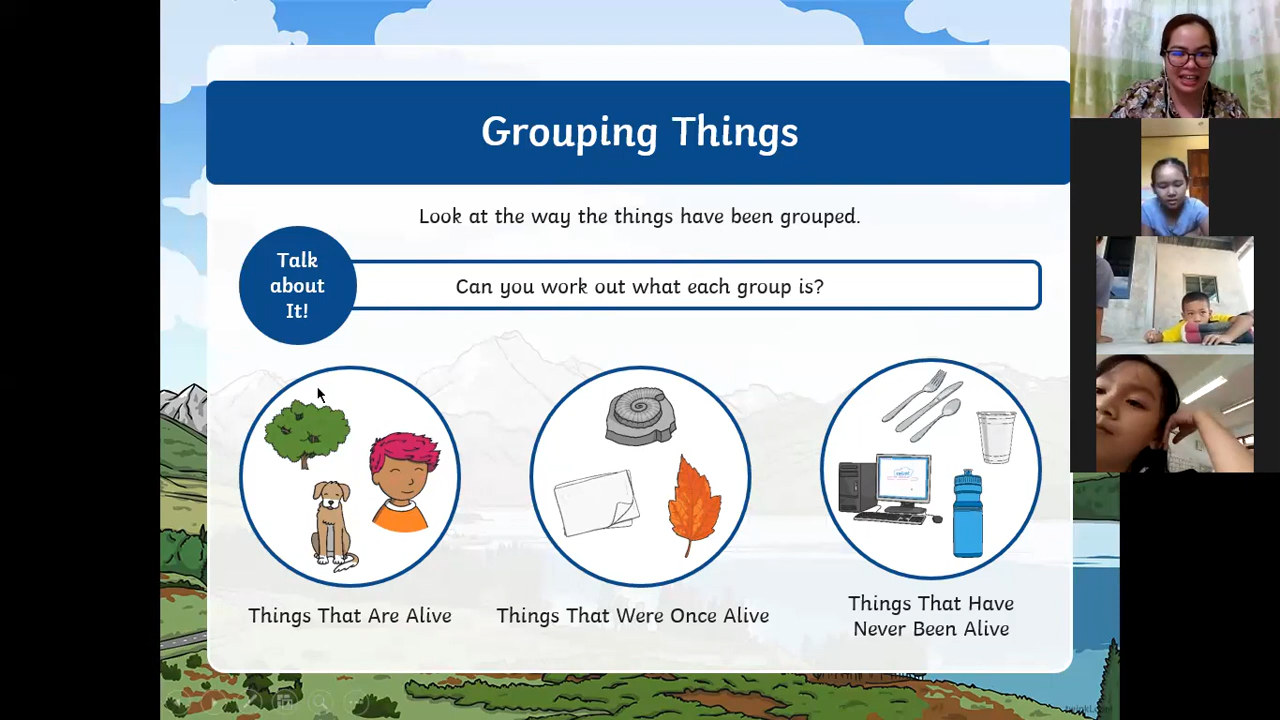 Grouping Things
Look at the way the things have been grouped.
Talk
about
It!
Can you work out what each group is?
Things That Are Alive
Things That Were Once Alive
Things That Have
Never Been Alive